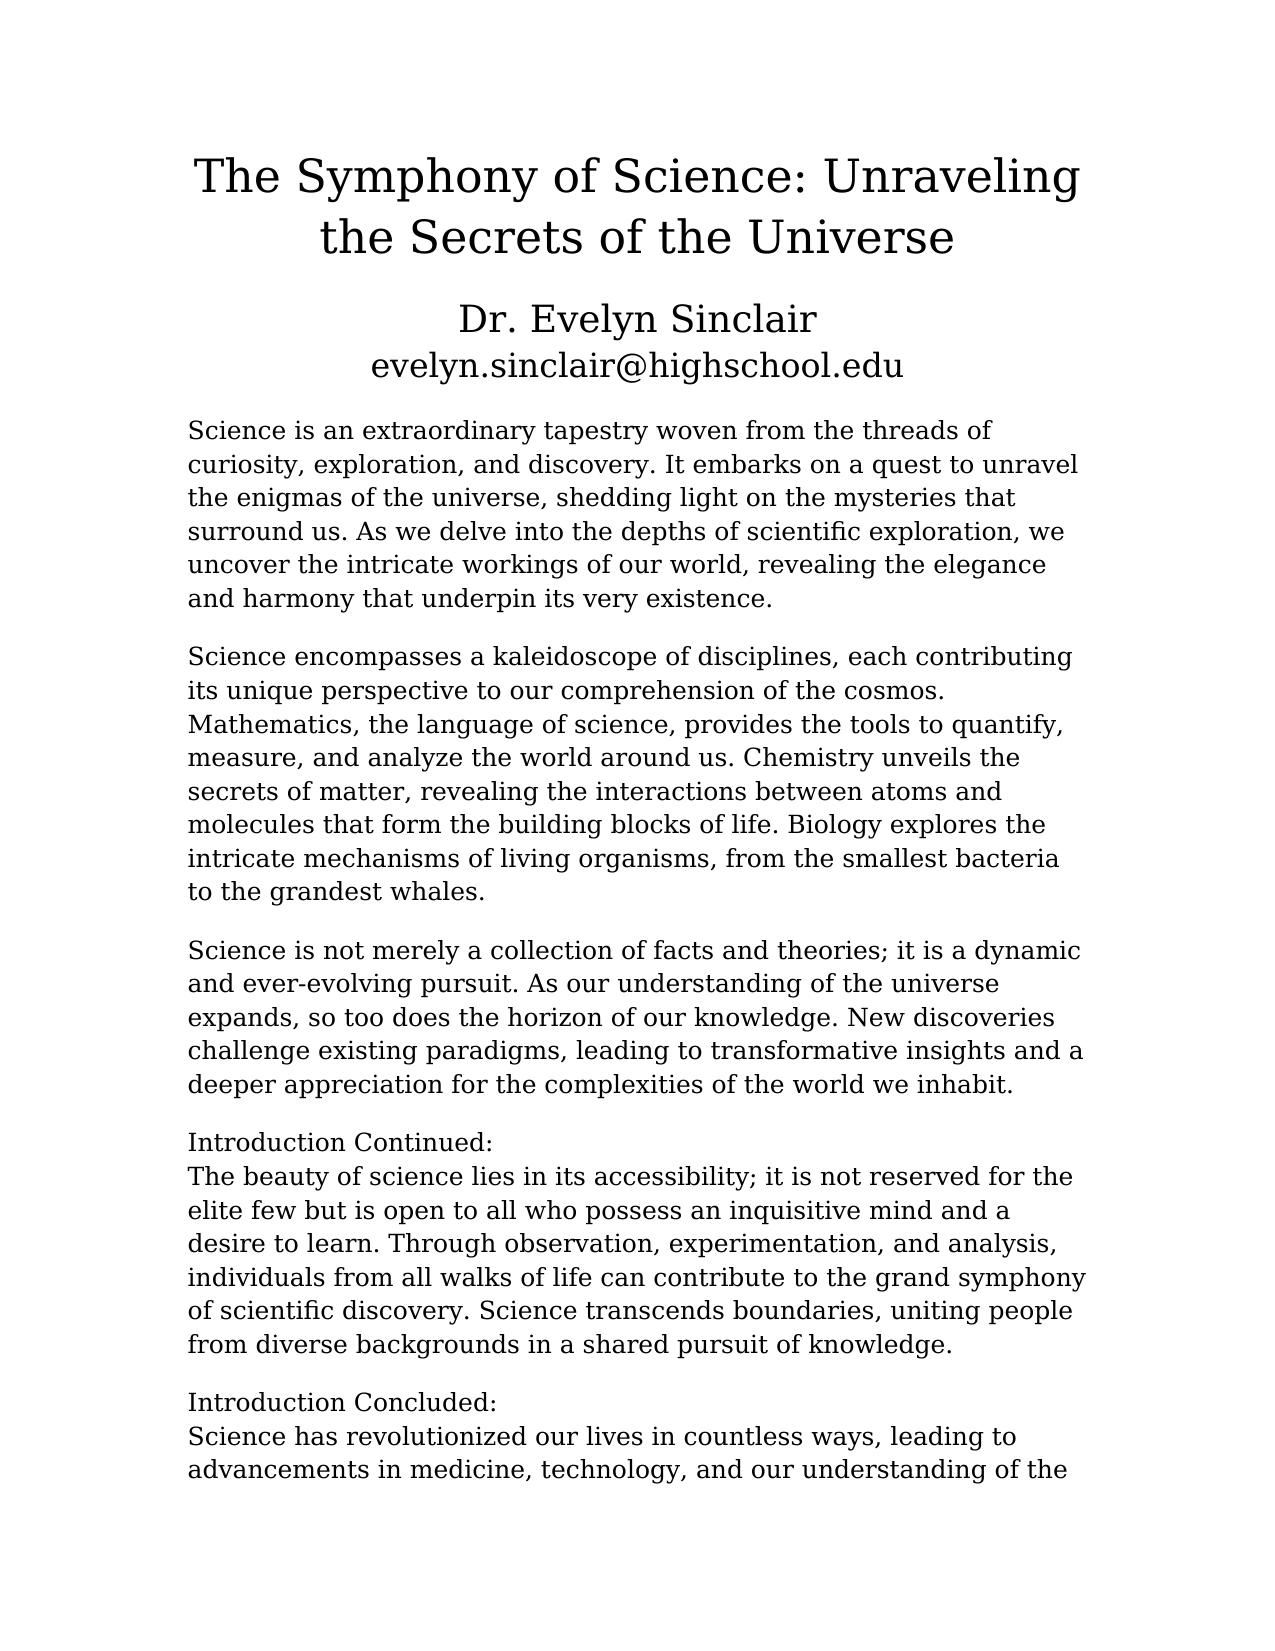 The Symphony of Science: Unraveling
the Secrets of the Universe
Dr. Evelyn Sinclair
evelyn.sinclair@highschool.edu
Science is an extraordinary tapestry woven from the threads of
curiosity, exploration, and discovery. It embarks on a quest to unravel
the enigmas of the universe, shedding light on the mysteries that
surround us. As we delve into the depths of scientific exploration, we
uncover the intricate workings of our world, revealing the elegance
and harmony that underpin its very existence.
Science encompasses a kaleidoscope of disciplines, each contributing
its unique perspective to our comprehension of the cosmos.
Mathematics, the language of science, provides the tools to quantify,
measure, and analyze the world around us. Chemistry unveils the
secrets of matter, revealing the interactions between atoms and
molecules that form the building blocks of life. Biology explores the
intricate mechanisms of living organisms, from the smallest bacteria
to the grandest whales.
Science is not merely a collection of facts and theories; it is a dynamic
and ever-evolving pursuit. As our understanding of the universe
expands, so too does the horizon of our knowledge. New discoveries
challenge existing paradigms, leading to transformative insights and a
deeper appreciation for the complexities of the world we inhabit.
Introduction Continued:
The beauty of science lies in its accessibility; it is not reserved for the
elite few but is open to all who possess an inquisitive mind and a
desire to learn. Through observation, experimentation, and analysis,
individuals from all walks of life can contribute to the grand symphony
of scientific discovery. Science transcends boundaries, uniting people
from diverse backgrounds in a shared pursuit of knowledge.
Introduction Concluded:
Science has revolutionized our lives in countless ways, leading to
advancements in medicine, technology, and our understanding of the